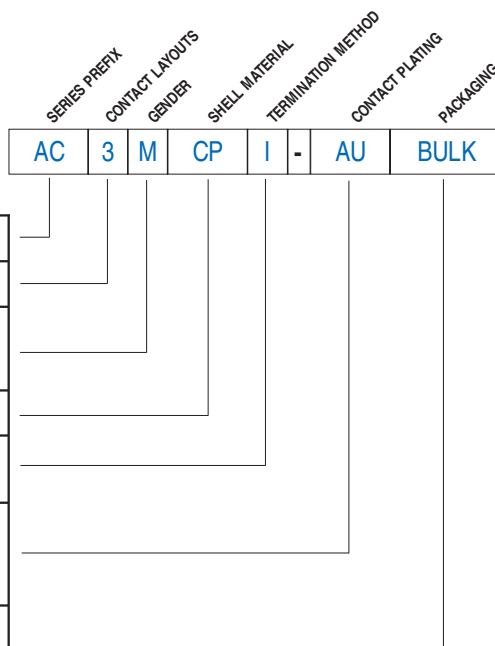 SERIES PREFIX
CONTACT LAYOUTS
GENDER
SHELL MATERIAL
TERMINATION METHOD
CONTACT PLATING
PACKAGING
AC 3 M CP I - AU BULK